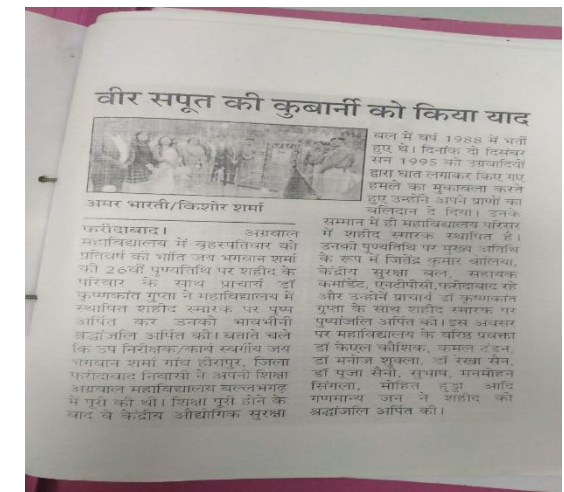 वीर सपूत की कुबार्नी को किया याद
अमर भारती/किशोर शर्मा
फरीदाबाद। अग्रवाल
महाविद्यालय में बृहस्पतिवार को
प्रतिवर्ष की भाँति जय भगवान शर्मा
की 26वीं पुण्यतिथि पर शहीद के
परिवार के साथ प्राचार्य डॉ
कृष्णकांत गुप्ता ने महाविद्यालय में
स्थापित शहीद स्मारक पर पुष्प
अर्पित कर उनको भावभीनी
श्रद्धांजलि अर्पित की। बताते चले
कि उप निरीक्षक/कार्य स्वर्गीय जय
भगवान शर्मा गांव हीरापुर, जिला
फरीदाबाद निवासी ने अपनी शिक्षा
अग्रवाल महाविद्यालय बल्लभगढ़
में पूरी की थी। शिक्षा पूरी होने के
बाद वे केंद्रीय औद्योगिक सुरक्षा
बल में वर्ष 1988 में भर्ती
हुए थे। दिनांक दो दिसंबर
सन 1995 को उग्रवादियों
द्वारा घात लगाकर किए गए
हमले का मुकाबला करते
हुए उन्होंने अपने प्राणों का
बलिदान दे दिया। उनके
सम्मान में ही महाविद्यालय परिसर
में शहीद स्मारक स्थापित है।
उनकी पुण्यतिथि पर मुख्य अतिथि
के रूप में जितेंद्र कुमार वालिया,
केंद्रीय सुरक्षा बल, सहायक
कमांडेंट, एनटीपीसी, फरीदाबाद रहे
और उन्होंने प्राचार्य डॉ कृष्णकांत
गुप्ता के साथ शहीद स्मारक पर
पुष्पांजलि अर्पित की। इस अवसर
पर महाविद्यालय के वरिष्ठ प्रवक्ता
डॉ केएल कौशिक, कमल टंडन,
डॉ मनोज शुक्ला, डॉ रेखा सेन,
डॉ पूजा सैनी, सुभाष, मनमोहन
सिंगला, मोहित हुड्डा आदि
गणमान्य जन ने शहीद को
श्रद्धांजलि अर्पित की।